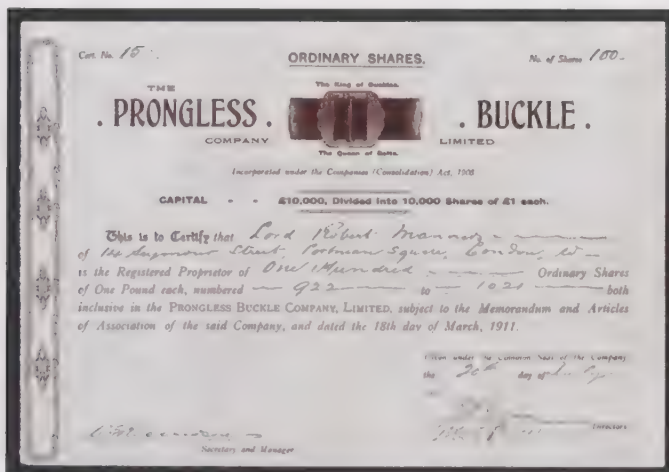 Cert. No. 15 ORDINARY SHARES. No. of Shares 100
THE The King of Buckles.
. PRONGLESS . . BUCKLE .
COMPANY LIMITED
The Queen of Belts.
Incorporated under the Companies (Consolidation) Act, 1908
CAPITAL - - £10,000, Divided into 10,000 Shares of £1 each.
This is to Certify that Lord Robert Manners
of Seymour Street, Portman Square, London, W
is the Registered Proprietor of One Hundred Ordinary Shares
of One Pound each, numbered 922 to 1021 both
inclusive in the PRONGLESS BUCKLE COMPANY, LIMITED, subject to the Memorandum and Articles
of Association of the said Company, and dated the 18th day of March, 1911.
Given under the Common Seal of the Company
the 20th day of
Directors
Secretary and Manager